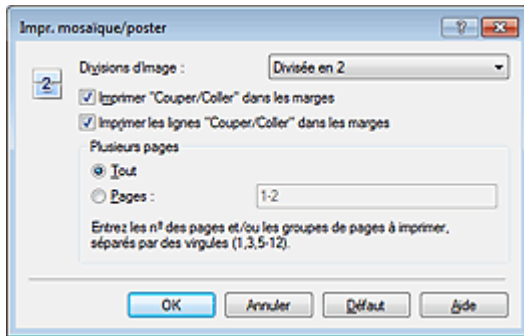 Impr. mosaïque/poster
Divisions d'image : Divisée en 2
2
Imprimer "Couper/Coller" dans les marges
Imprimer les lignes "Couper/Coller" dans les marges
Plusieurs pages
Tout
Pages : 1-2
Entrez les nº des pages et/ou les groupes de pages à imprimer,
séparés par des virgules (1,3,5-12).
OK Annuler Défaut Aide